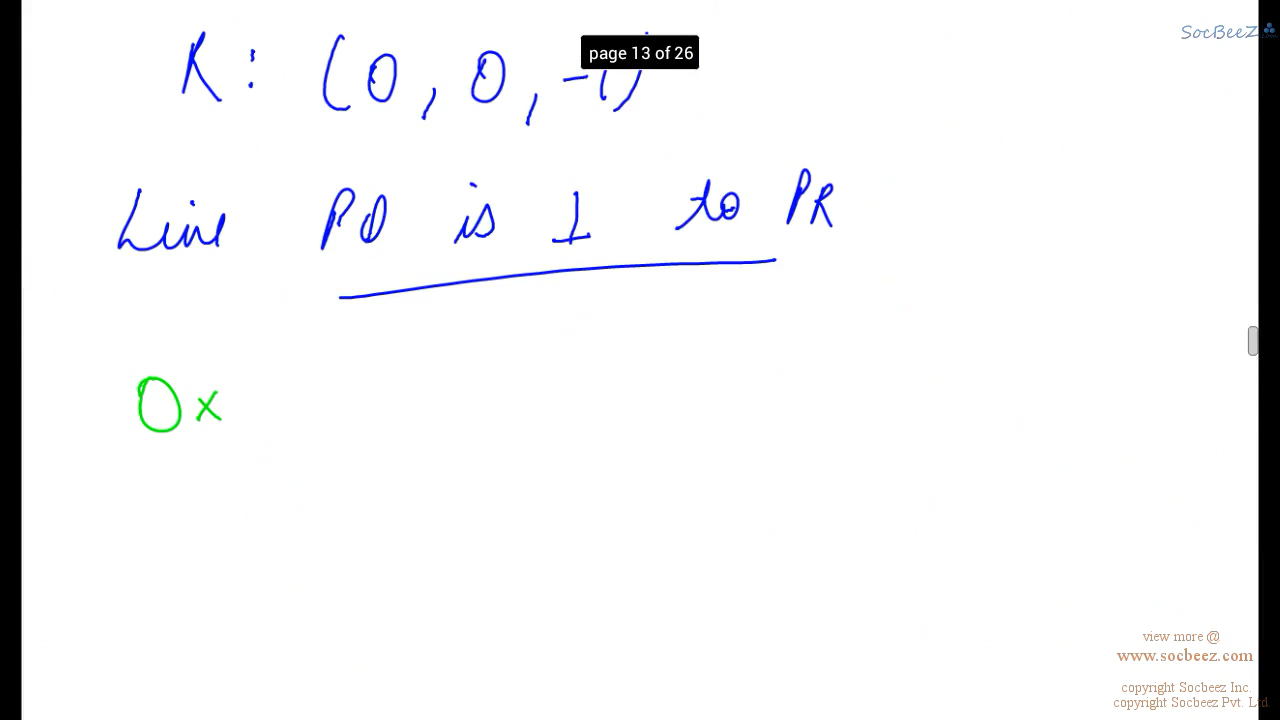 SocBeeZ
page 13 of 26
R: (0, 0, -1)
Line PQ is ⊥ to PR
Ox
view more @
www.socbeez.com
copyright Socbeez Inc.
copyright Socbeez Pvt. Ltd.